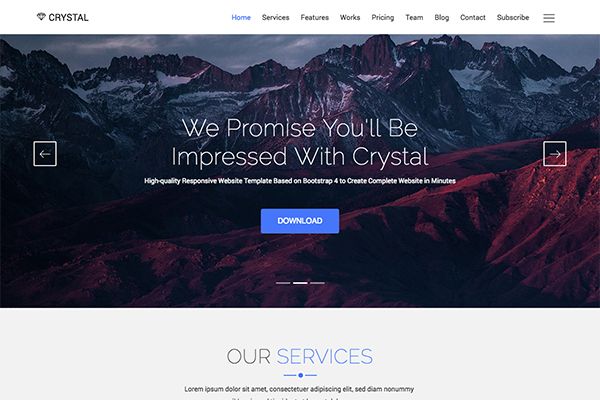 CRYSTAL
Home Services Features Works Pricing Team Blog Contact Subscribe
We Promise You'll Be
Impressed With Crystal
High-quality Responsive Website Template Based on Bootstrap 4 to Create Complete Website in Minutes
DOWNLOAD
OUR SERVICES
Lorem ipsum dolor sit amet, consectetuer adipiscing elit, sed diam nonummy